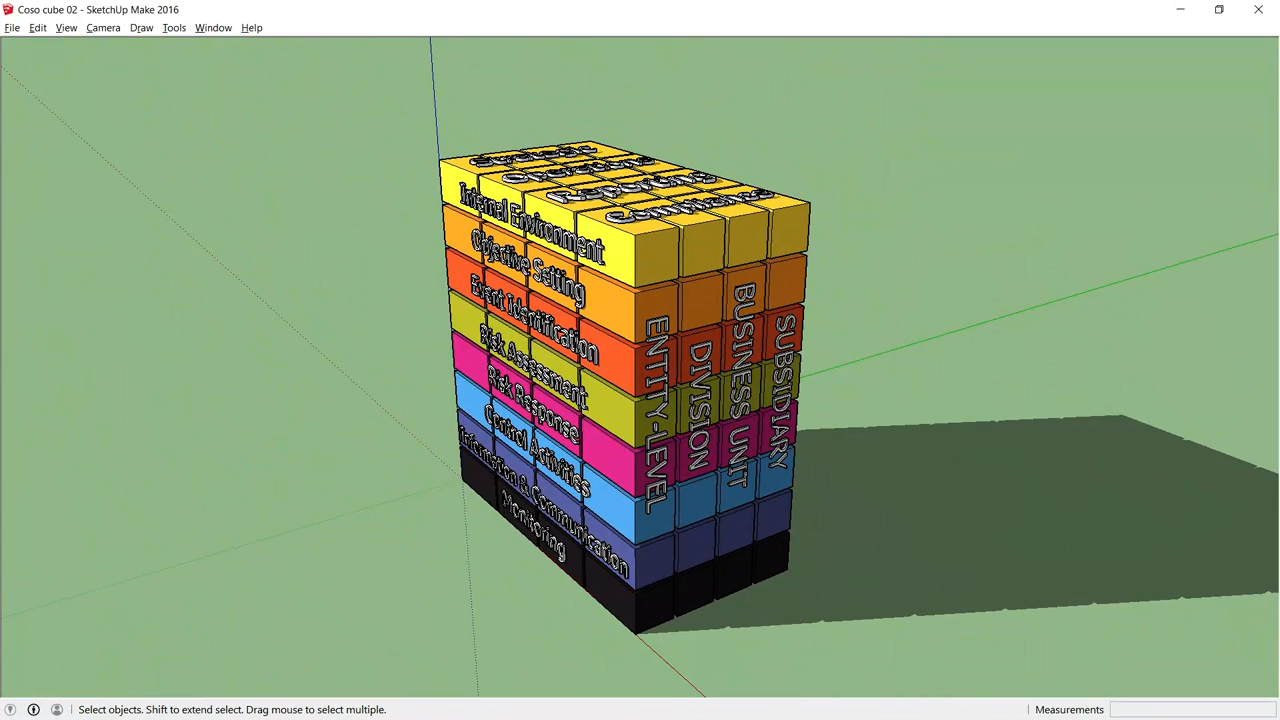 Coso cube 02 - SketchUp Make 2016
File Edit View Camera Draw Tools Window Help
Strategic
Operations
Reporting
Compliance
Internal Environment
Objective Setting
Event Identification
Risk Assessment
Risk Response
Control Activities
Information & Communication
Monitoring
ENTITY-LEVEL
DIVISION
BUSINESS UNIT
SUBSIDIARY
Select objects. Shift to extend select. Drag mouse to select multiple.
Measurements